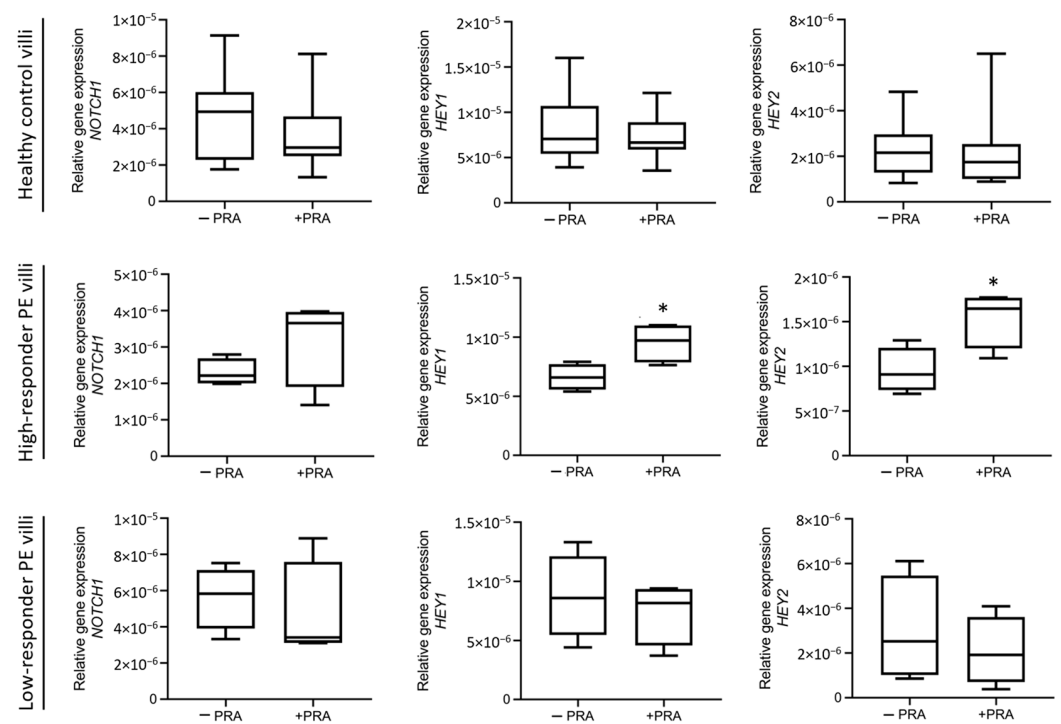 Healthy control villi
Relative gene expression
NOTCH1
1×10⁻⁵
8×10⁻⁶
6×10⁻⁶
4×10⁻⁶
2×10⁻⁶
0
– PRA
+PRA
Relative gene expression
HEY1
2×10⁻⁵
1.5×10⁻⁵
1×10⁻⁵
5×10⁻⁶
0
– PRA
+PRA
Relative gene expression
HEY2
8×10⁻⁶
6×10⁻⁶
4×10⁻⁶
2×10⁻⁶
0
– PRA
+PRA
High-responder PE villi
Relative gene expression
NOTCH1
5×10⁻⁶
4×10⁻⁶
3×10⁻⁶
2×10⁻⁶
1×10⁻⁶
0
– PRA
+PRA
Relative gene expression
HEY1
1.5×10⁻⁵
1×10⁻⁵
5×10⁻⁶
0
*
– PRA
+PRA
Relative gene expression
HEY2
2×10⁻⁶
1.5×10⁻⁶
1×10⁻⁶
5×10⁻⁷
0
*
– PRA
+PRA
Low-responder PE villi
Relative gene expression
NOTCH1
1×10⁻⁵
8×10⁻⁶
6×10⁻⁶
4×10⁻⁶
2×10⁻⁶
0
– PRA
+PRA
Relative gene expression
HEY1
1.5×10⁻⁵
1×10⁻⁵
5×10⁻⁶
0
– PRA
+PRA
Relative gene expression
HEY2
8×10⁻⁶
6×10⁻⁶
4×10⁻⁶
2×10⁻⁶
0
– PRA
+PRA